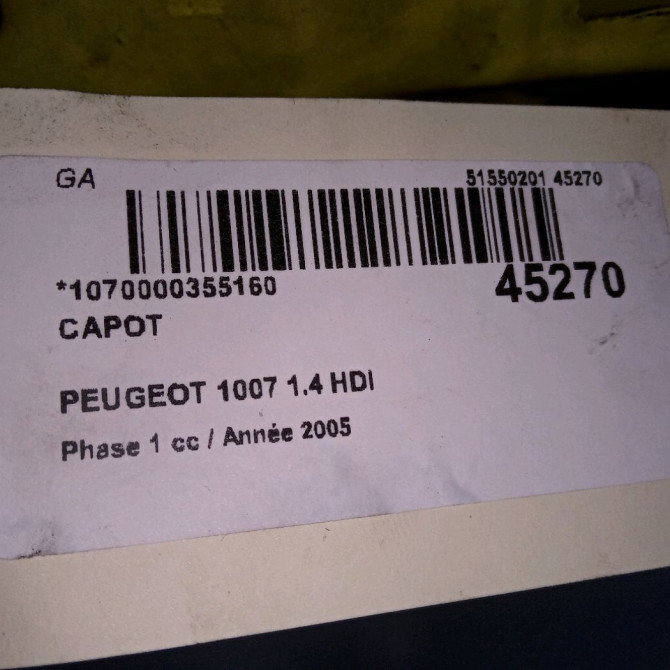 GA 51550201 45270
*1070000355160 45270
CAPOT
PEUGEOT 1007 1.4 HDI
Phase 1 cc / Année 2005